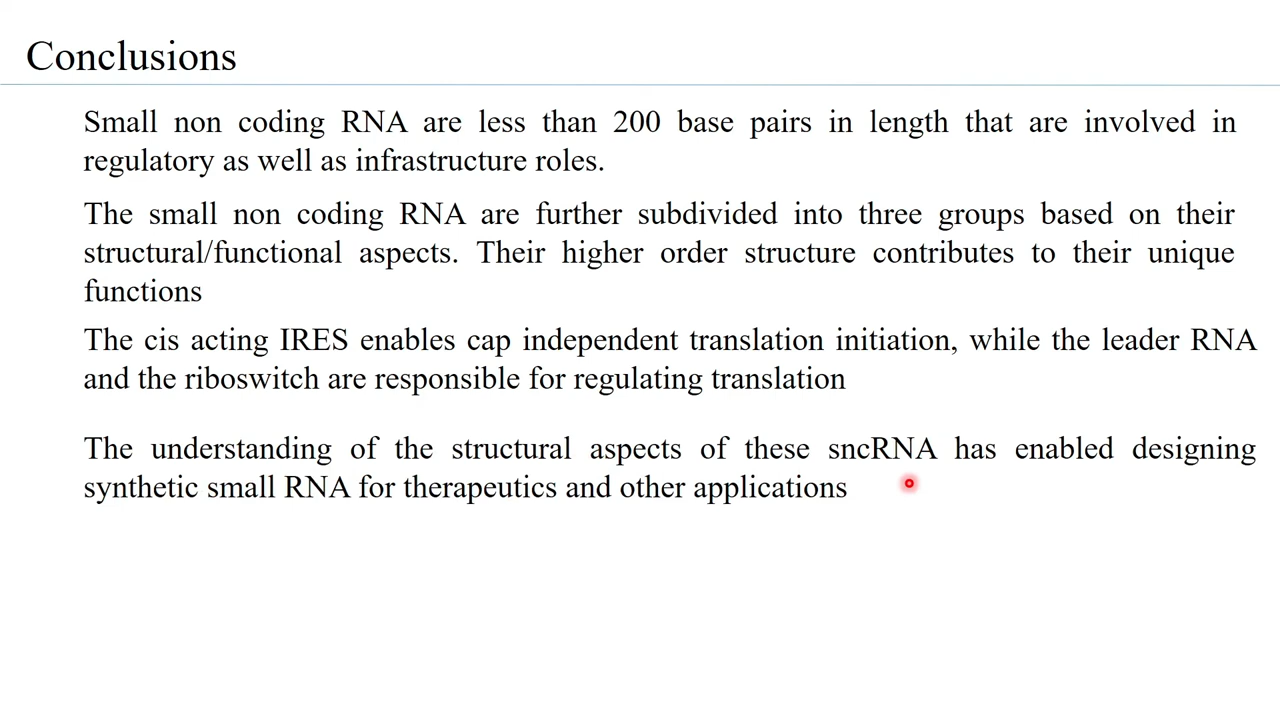 Conclusions
Small non coding RNA are less than 200 base pairs in length that are involved in
regulatory as well as infrastructure roles.
The small non coding RNA are further subdivided into three groups based on their
structural/functional aspects. Their higher order structure contributes to their unique
functions
The cis acting IRES enables cap independent translation initiation, while the leader RNA
and the riboswitch are responsible for regulating translation
The understanding of the structural aspects of these sncRNA has enabled designing
synthetic small RNA for therapeutics and other applications